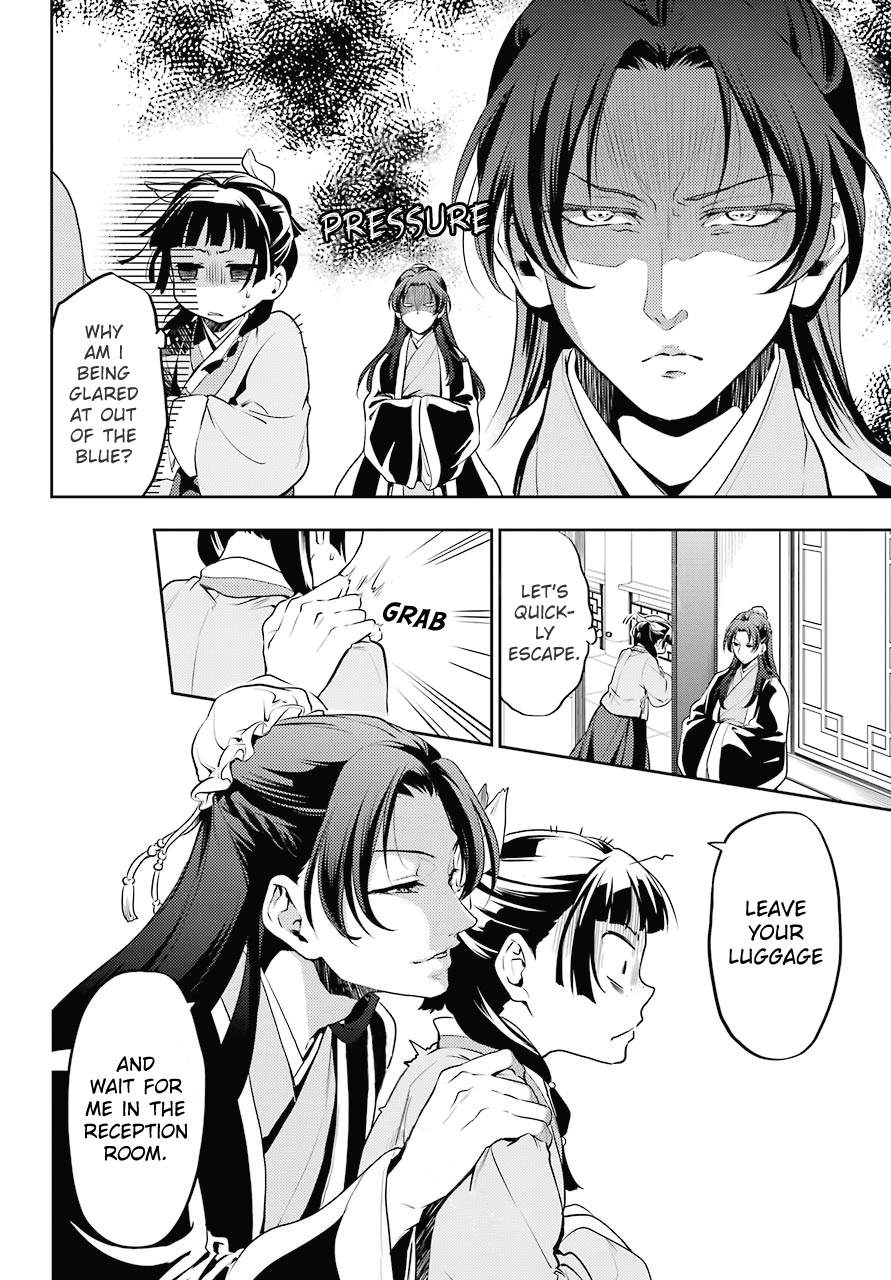 PRESSURE
WHY
AM I
BEING
GLARED
AT OUT
OF THE
BLUE?
LET'S
QUICK-
LY
ESCAPE.
GRAB
LEAVE
YOUR
LUGGAGE
AND
WAIT FOR
ME IN THE
RECEPTION
ROOM.